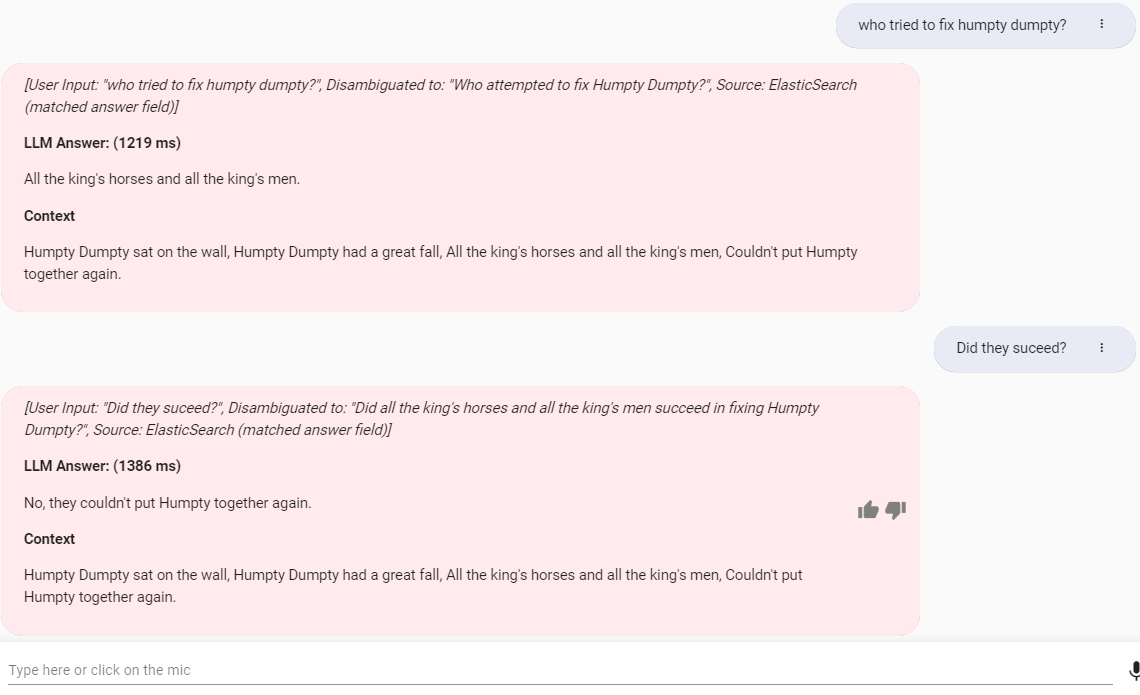 who tried to fix humpty dumpty?
[User Input: "who tried to fix humpty dumpty?", Disambiguated to: "Who attempted to fix Humpty Dumpty?", Source: ElasticSearch
(matched answer field)]
LLM Answer: (1219 ms)
All the king's horses and all the king's men.
Context
Humpty Dumpty sat on the wall, Humpty Dumpty had a great fall, All the king's horses and all the king's men, Couldn't put Humpty
together again.
Did they suceed?
[User Input: "Did they suceed?", Disambiguated to: "Did all the king's horses and all the king's men succeed in fixing Humpty
Dumpty?", Source: ElasticSearch (matched answer field)]
LLM Answer: (1386 ms)
No, they couldn't put Humpty together again.
Context
Humpty Dumpty sat on the wall, Humpty Dumpty had a great fall, All the king's horses and all the king's men, Couldn't put
Humpty together again.
Type here or click on the mic